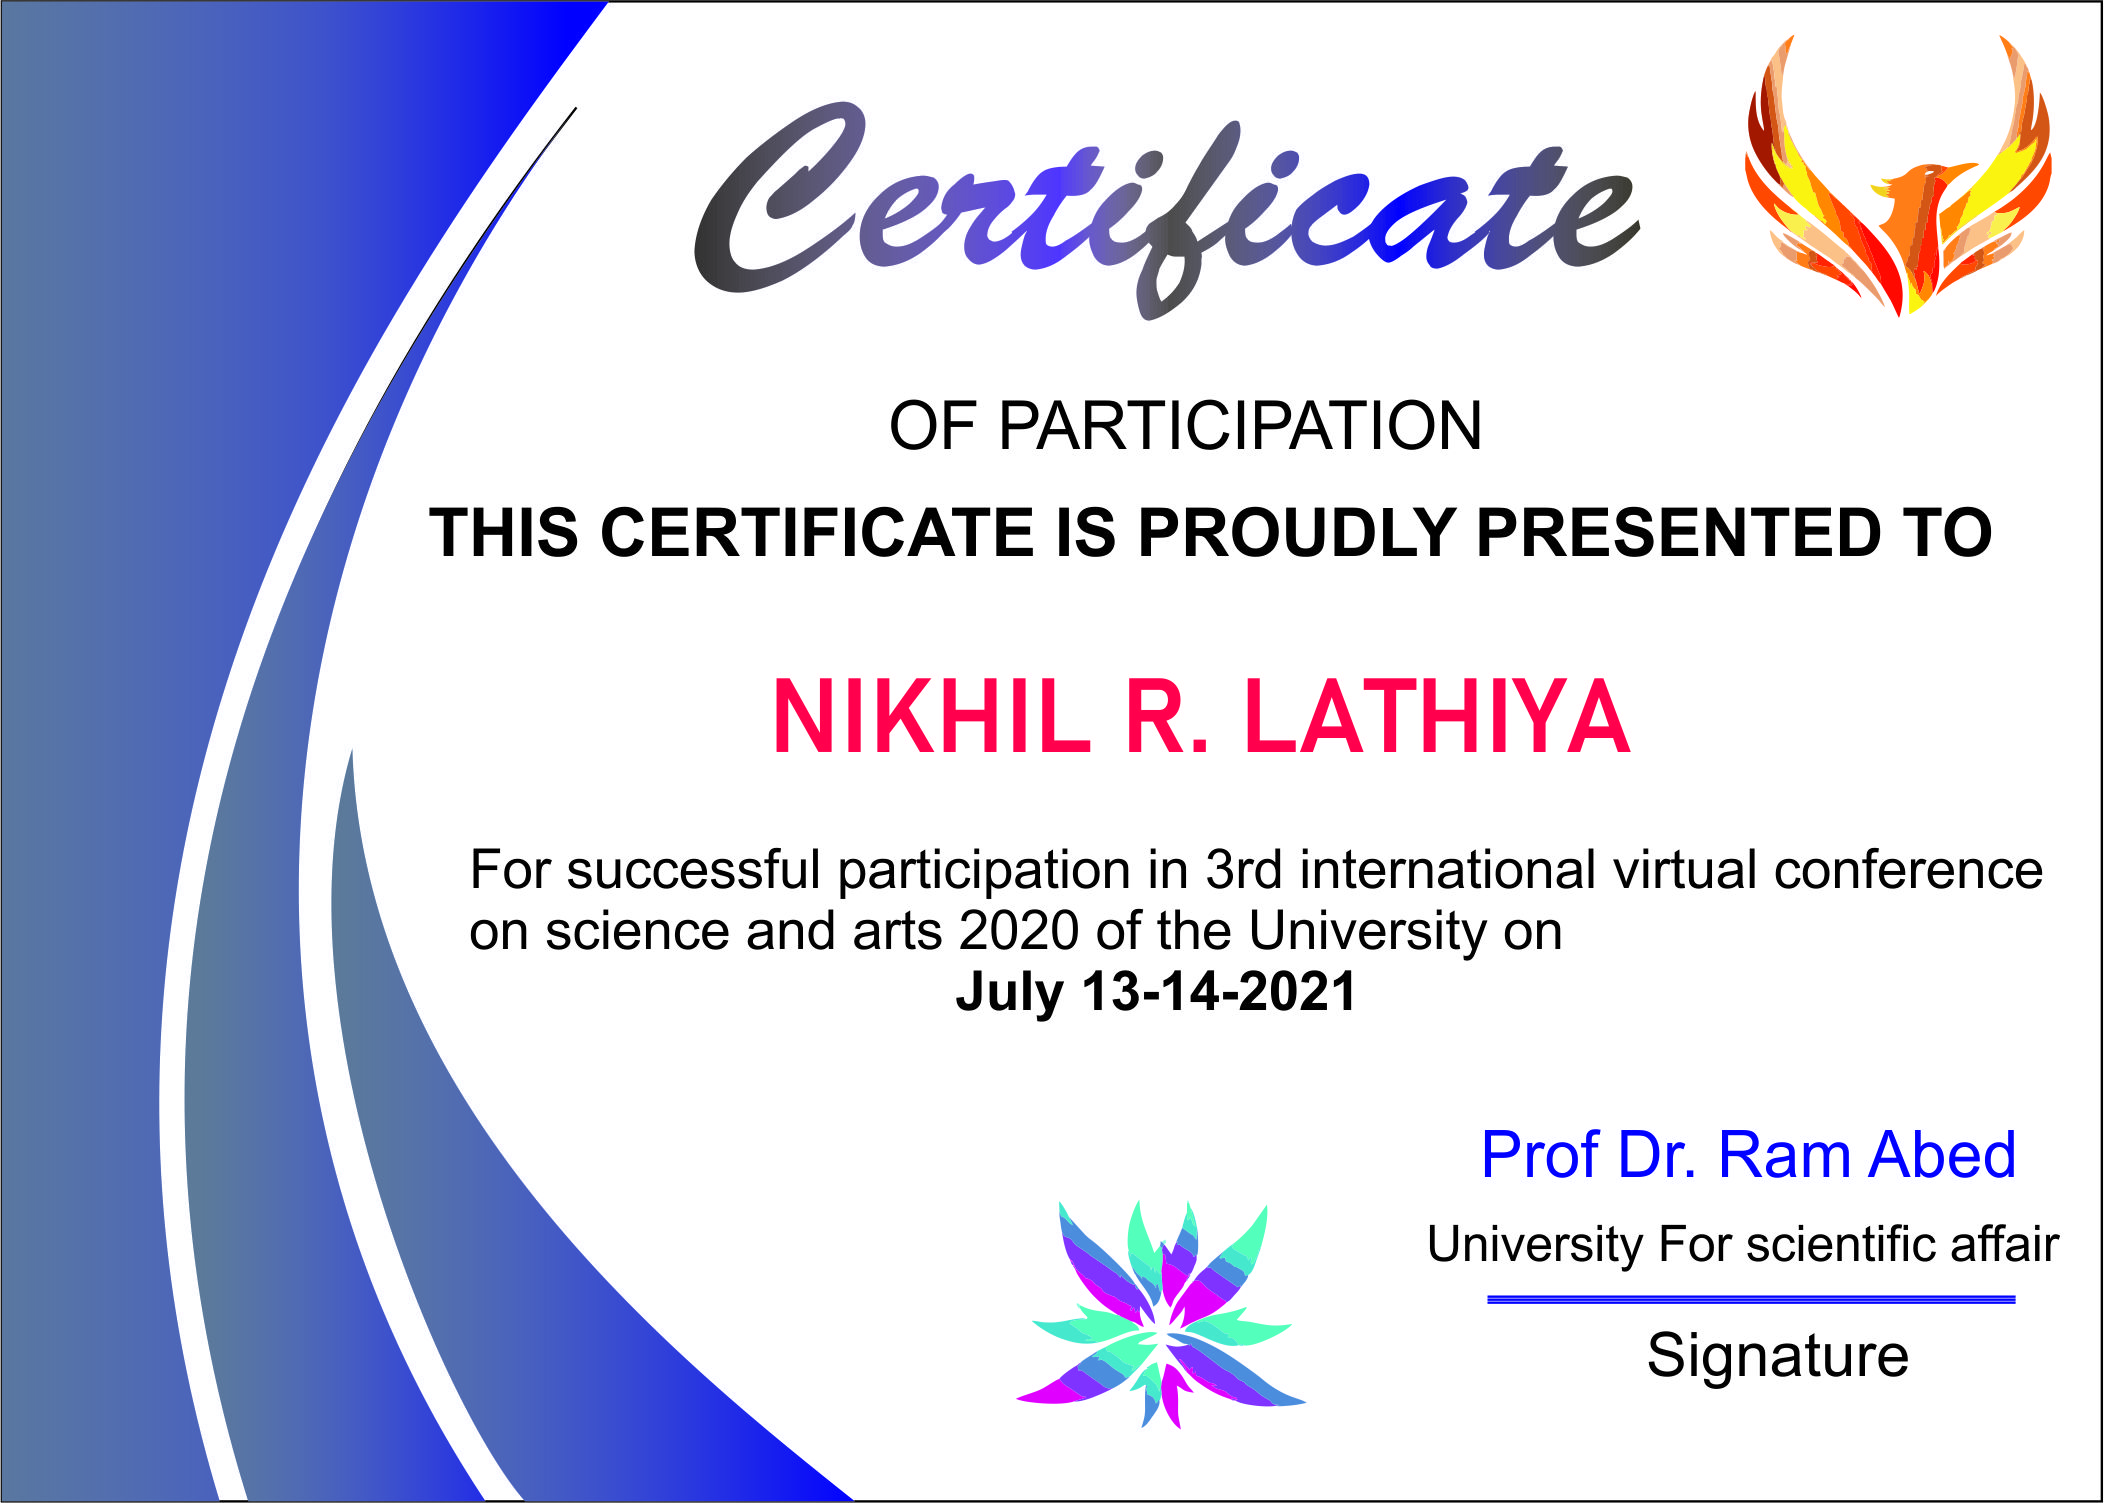 Certificate
OF PARTICIPATION
THIS CERTIFICATE IS PROUDLY PRESENTED TO
NIKHIL R. LATHIYA
For successful participation in 3rd international virtual conference
on science and arts 2020 of the University on
July 13-14-2021
Prof Dr. Ram Abed
University For scientific affair
Signature